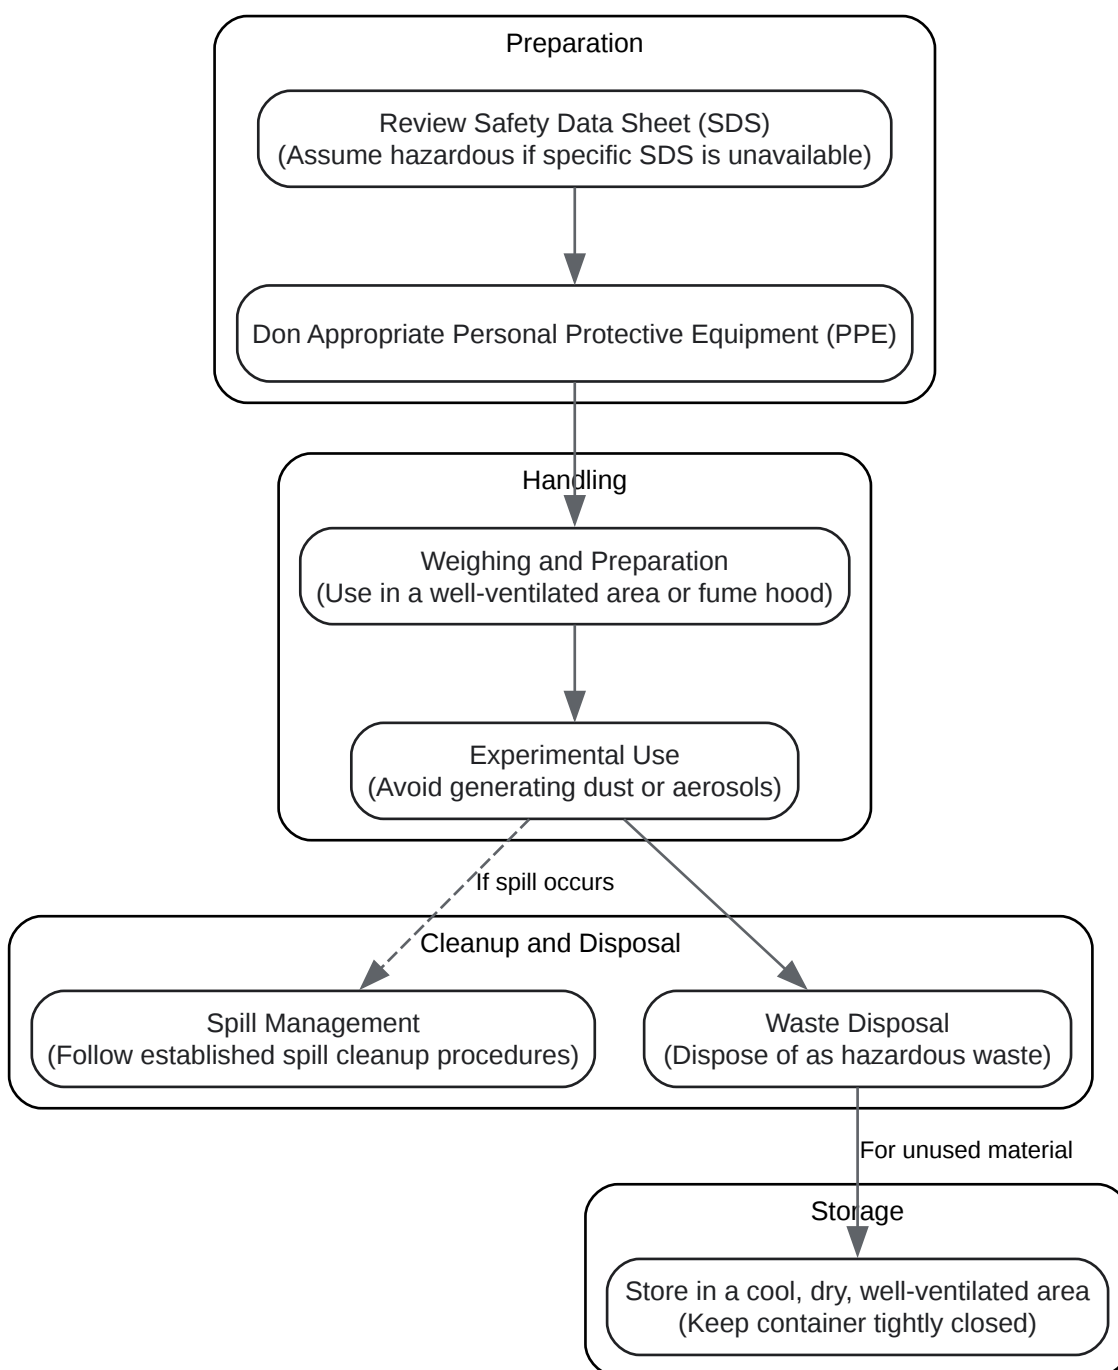 Preparation
Review Safety Data Sheet (SDS)
(Assume hazardous if specific SDS is unavailable)
Don Appropriate Personal Protective Equipment (PPE)
Handling
Weighing and Preparation
(Use in a well-ventilated area or fume hood)
Experimental Use
(Avoid generating dust or aerosols)
If spill occurs
Cleanup and Disposal
Spill Management
(Follow established spill cleanup procedures)
Waste Disposal
(Dispose of as hazardous waste)
For unused material
Storage
Store in a cool, dry, well-ventilated area
(Keep container tightly closed)